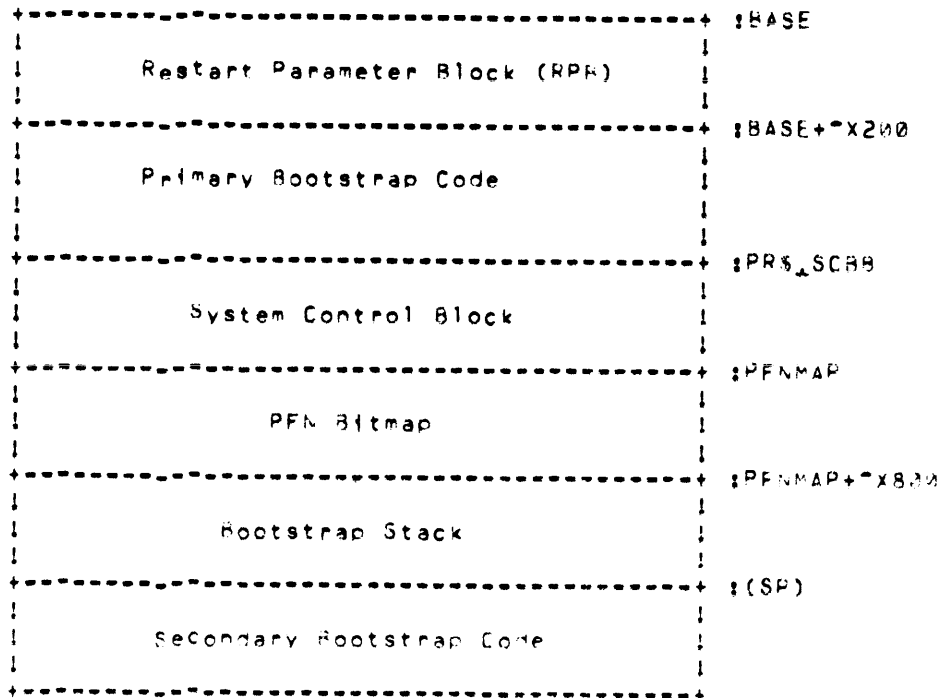 :BASE
Restart Parameter Block (RPB)
:BASE+^X200
Primary Bootstrap Code
:PR$_SCBB
System Control Block
:PFNMAP
PFN Bitmap
:PFNMAP+^X800
Bootstrap Stack
:(SP)
Secondary Bootstrap Code